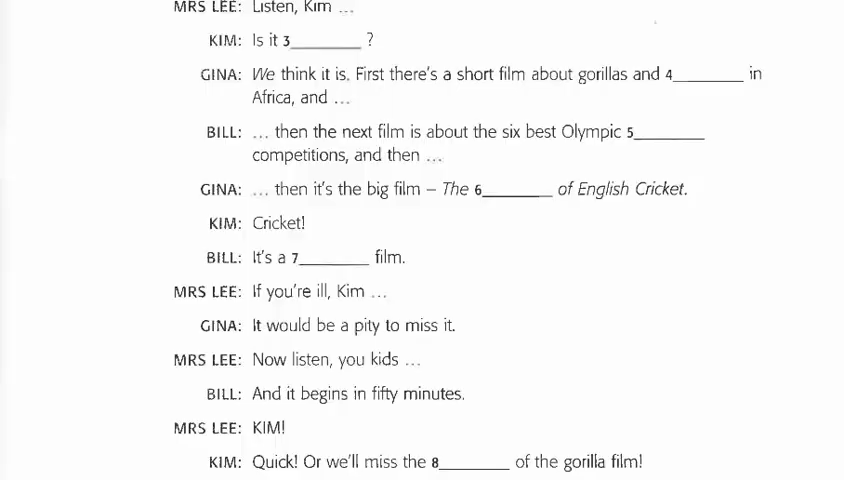 MRS LEE: Listen, Kim ...
KIM: Is it 3________ ?
GINA: We think it is. First there's a short film about gorillas and 4________ in
Africa, and ...
BILL: ... then the next film is about the six best Olympic 5________
competitions, and then ...
GINA: ... then it's the big film – The 6________ of English Cricket.
KIM: Cricket!
BILL: It's a 7________ film.
MRS LEE: If you're ill, Kim ...
GINA: It would be a pity to miss it.
MRS LEE: Now listen, you kids ...
BILL: And it begins in fifty minutes.
MRS LEE: KIM!
KIM: Quick! Or we'll miss the 8________ of the gorilla film!